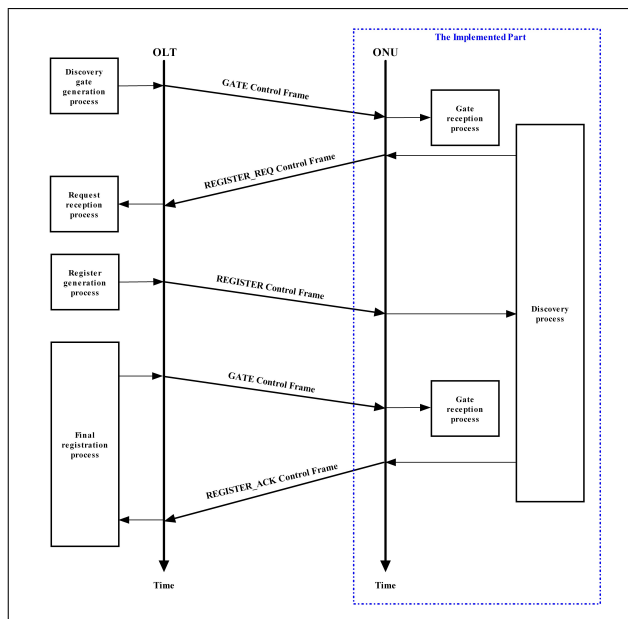 The Implemented Part
OLT
ONU
Discovery
gate
generation
process
GATE Control Frame
Gate
reception
process
REGISTER_REQ Control Frame
Request
reception
process
Register
generation
process
REGISTER Control Frame
Discovery
process
GATE Control Frame
Gate
reception
process
Final
registration
process
REGISTER_ACK Control Frame
Time
Time